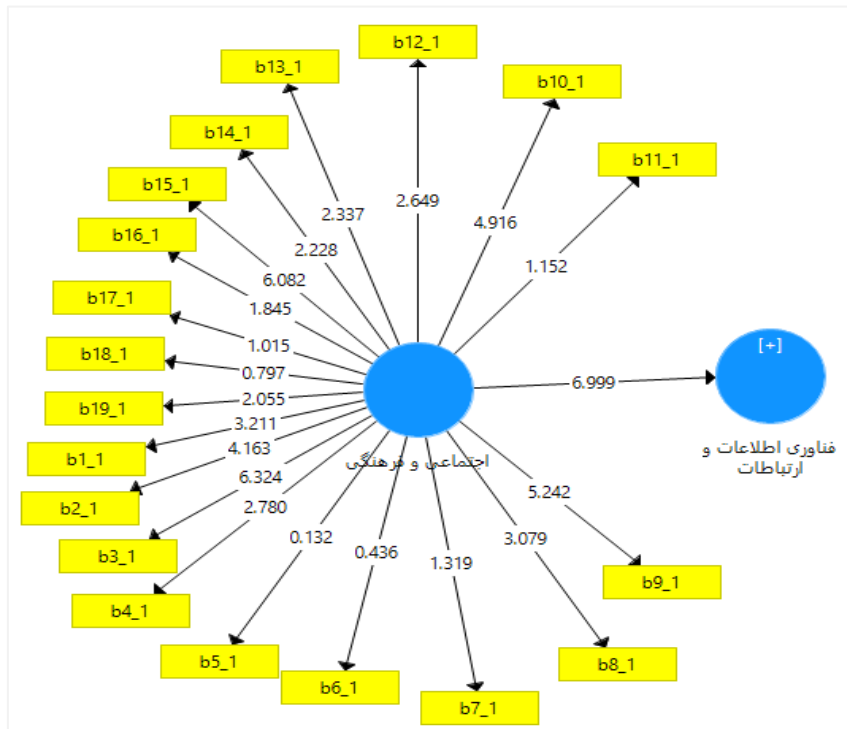 b12_1
b13_1
b10_1
b14_1
b11_1
b15_1
b16_1
b17_1
b18_1
b19_1
b1_1
b2_1
b3_1
b4_1
b5_1
b6_1
b7_1
b8_1
b9_1
2.649
2.337
4.916
2.228
1.152
6.082
1.845
1.015
0.797
2.055
3.211
4.163
6.324
2.780
0.132
0.436
1.319
3.079
5.242
6.999
[+]
اجتماعی و فرهنگی
فناوری اطلاعات و
ارتباطات